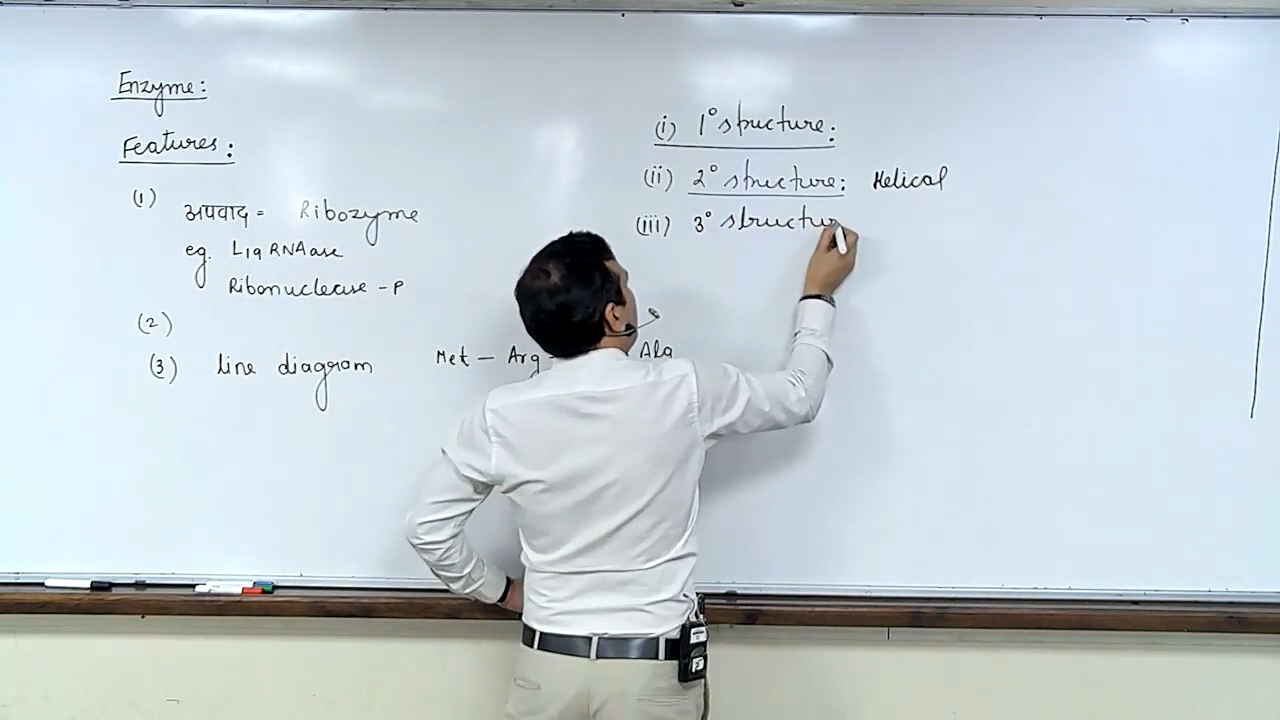 Enzyme:
Features:
(1) अपवाद = Ribozyme
eg. L19 RNAase
Ribonuclease - P
(2)
(3) line diagram Met - Arg - Ala
(i) 1° structure:
(ii) 2° structure: Helical
(iii) 3° structu